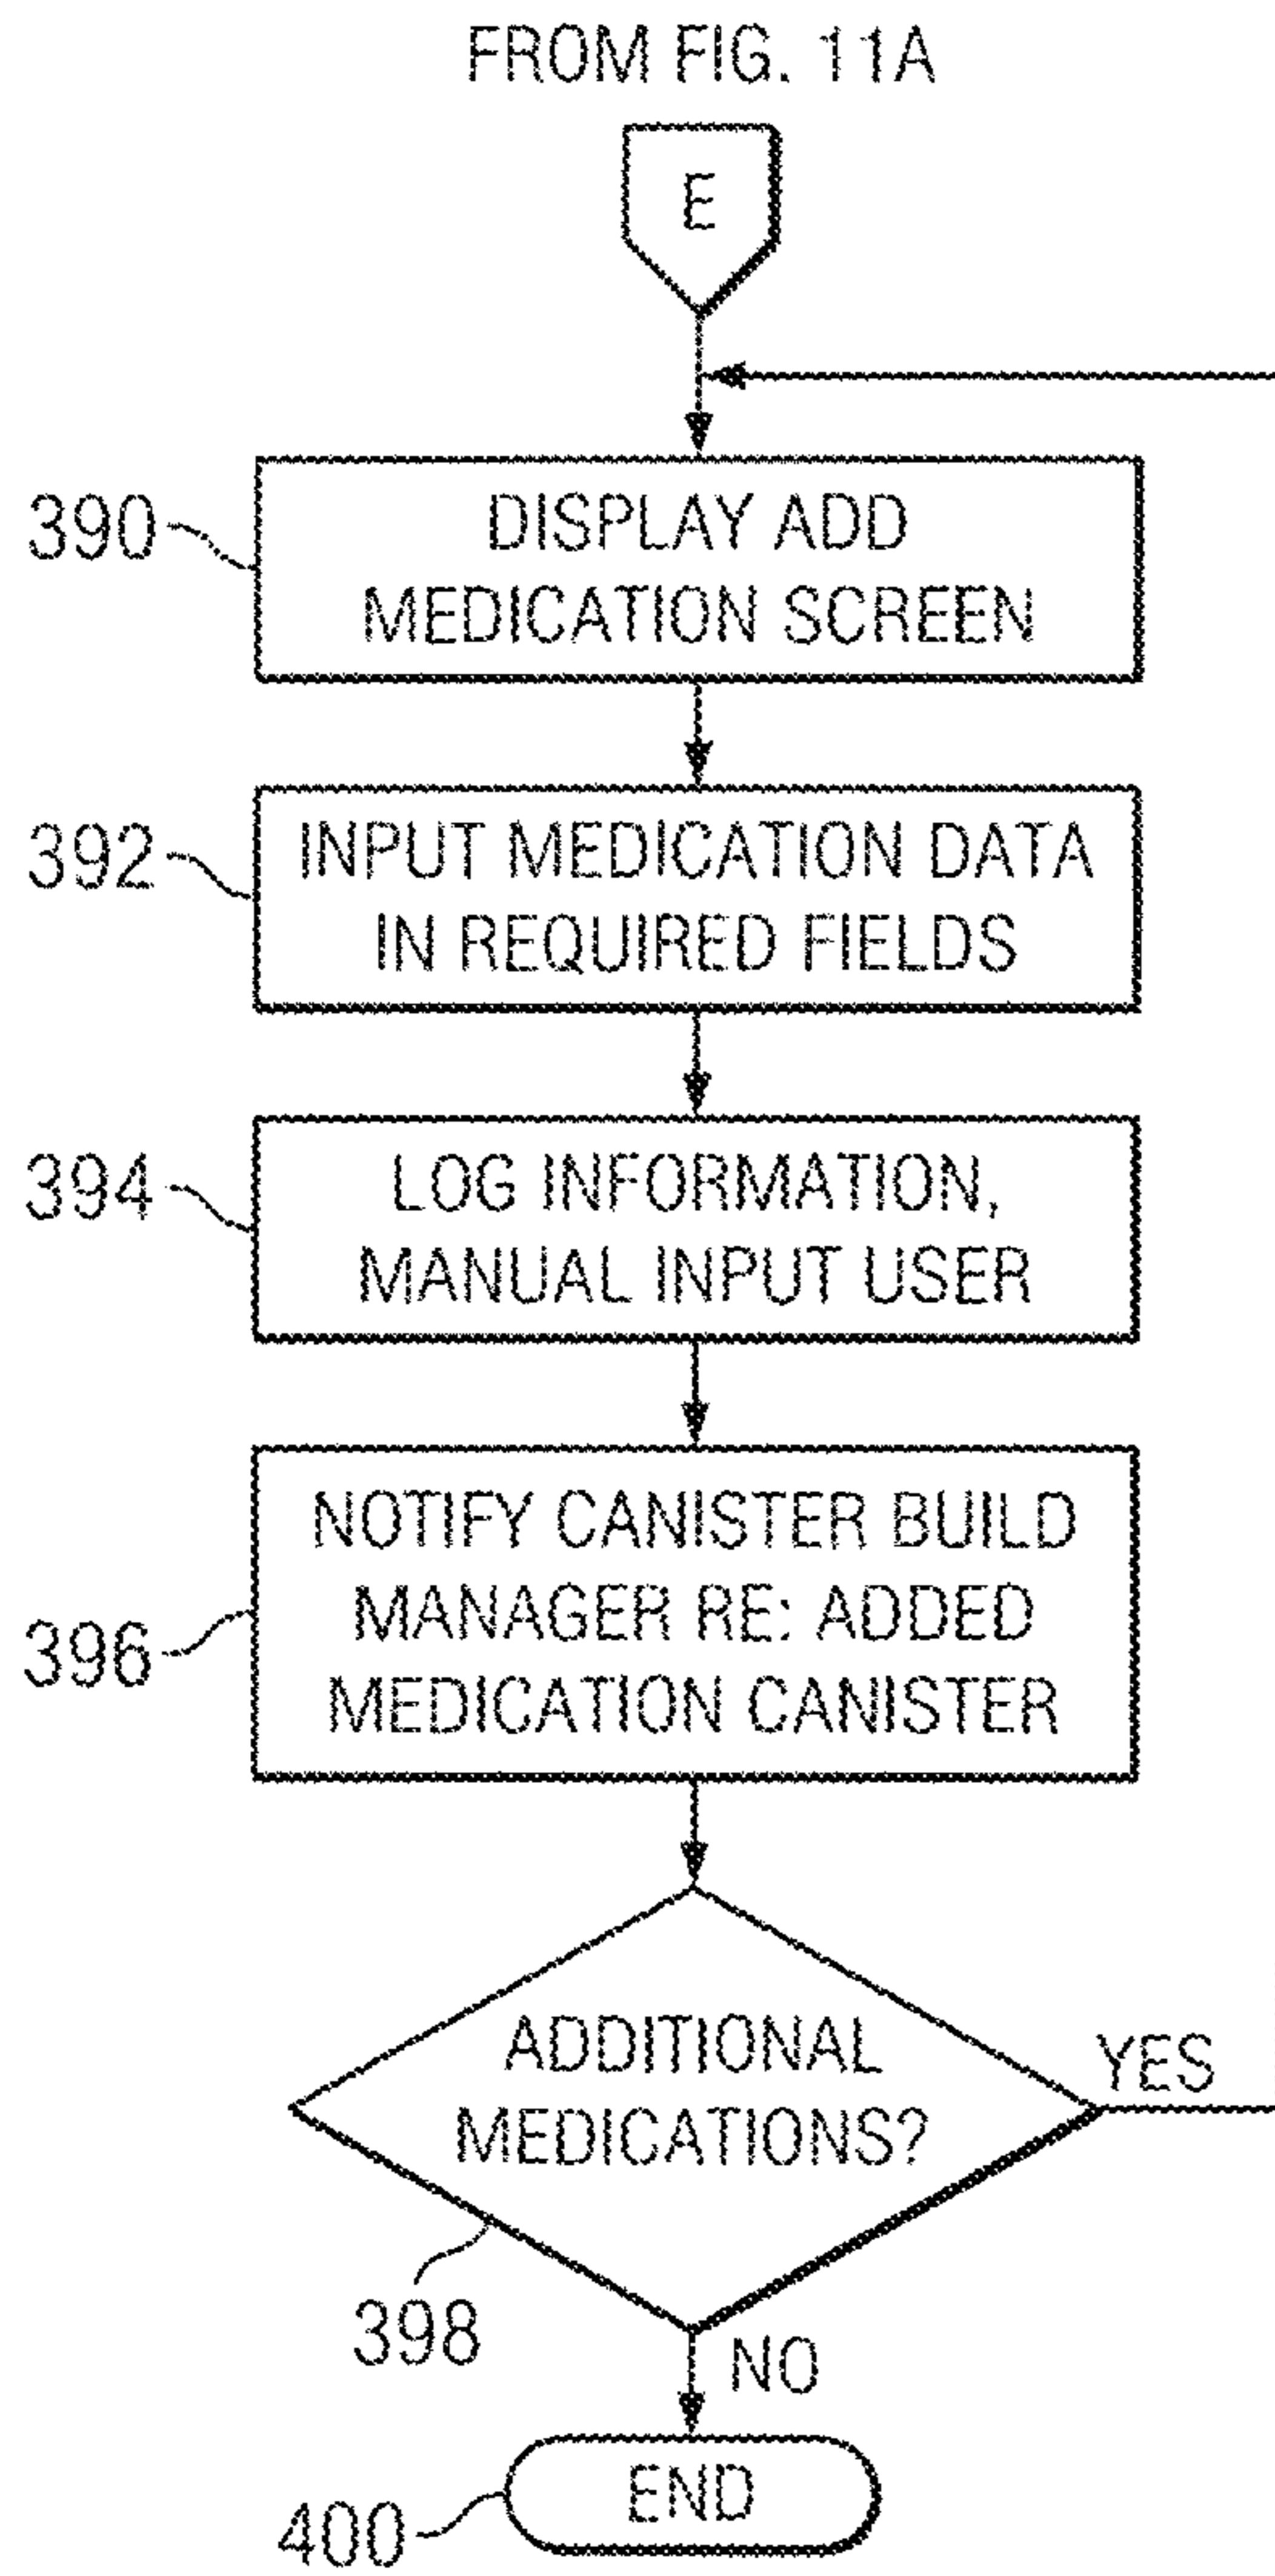 FROM FIG. 11A
E
390
DISPLAY ADD
MEDICATION SCREEN
392
INPUT MEDICATION DATA
IN REQUIRED FIELDS
394
LOG INFORMATION,
MANUAL INPUT USER
396
NOTIFY CANISTER BUILD
MANAGER RE: ADDED
MEDICATION CANISTER
ADDITIONAL
MEDICATIONS?
YES
398
NO
END
400